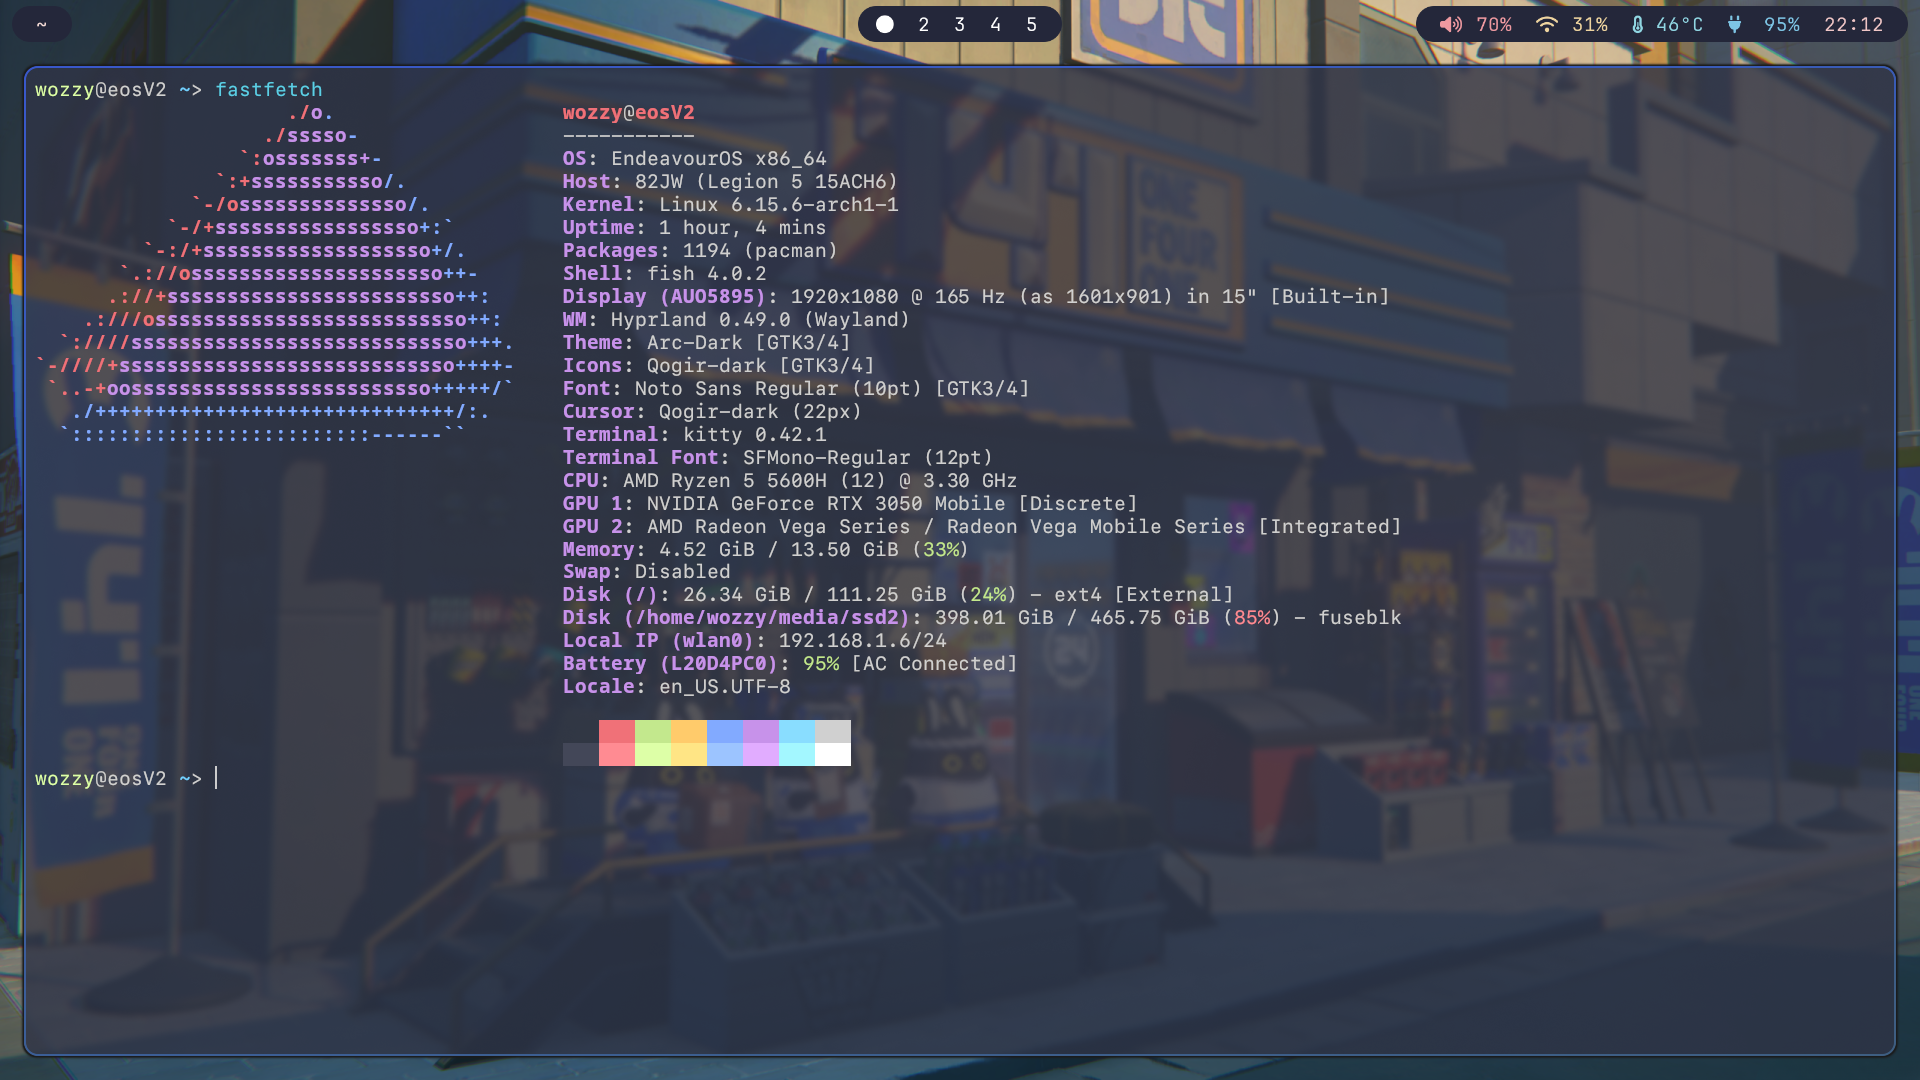 ~
2 3 4 5
70% 31% 46°C 95% 22:12
wozzy@eosV2 ~> fastfetch
./o.
./sssso-
`:osssssss+-
`:+sssssssssso/.
`-/ossssssssssssso/.
`-/+sssssssssssssssso+:`
`-:/+sssssssssssssssssso+/.
`.://osssssssssssssssssssso++-
.://+ssssssssssssssssssssssso++:
.:///ossssssssssssssssssssssssso++:
`:////ssssssssssssssssssssssssssso+++.
`-////+ssssssssssssssssssssssssssso++++-
`..-+oosssssssssssssssssssssssso+++++/`
./++++++++++++++++++++++++++++++/:.
`:::::::::::::::::::::::::------``
wozzy@eosV2
-----------
OS: EndeavourOS x86_64
Host: 82JW (Legion 5 15ACH6)
Kernel: Linux 6.15.6-arch1-1
Uptime: 1 hour, 4 mins
Packages: 1194 (pacman)
Shell: fish 4.0.2
Display (AUO5895): 1920x1080 @ 165 Hz (as 1601x901) in 15" [Built-in]
WM: Hyprland 0.49.0 (Wayland)
Theme: Arc-Dark [GTK3/4]
Icons: Qogir-dark [GTK3/4]
Font: Noto Sans Regular (10pt) [GTK3/4]
Cursor: Qogir-dark (22px)
Terminal: kitty 0.42.1
Terminal Font: SFMono-Regular (12pt)
CPU: AMD Ryzen 5 5600H (12) @ 3.30 GHz
GPU 1: NVIDIA GeForce RTX 3050 Mobile [Discrete]
GPU 2: AMD Radeon Vega Series / Radeon Vega Mobile Series [Integrated]
Memory: 4.52 GiB / 13.50 GiB (33%)
Swap: Disabled
Disk (/): 26.34 GiB / 111.25 GiB (24%) - ext4 [External]
Disk (/home/wozzy/media/ssd2): 398.01 GiB / 465.75 GiB (85%) - fuseblk
Local IP (wlan0): 192.168.1.6/24
Battery (L20D4PC0): 95% [AC Connected]
Locale: en_US.UTF-8
wozzy@eosV2 ~>
ONE
FOUR
ONE